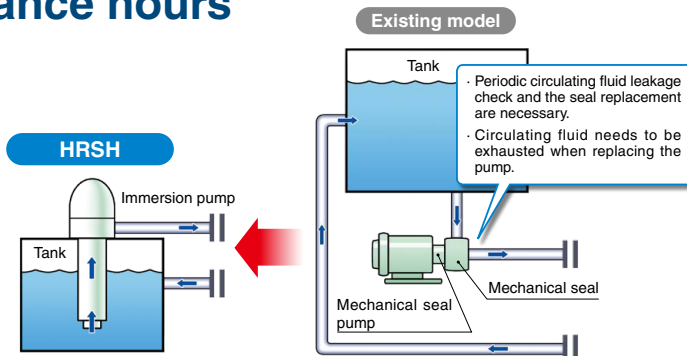 ance hours
Existing model
Tank
· Periodic circulating fluid leakage
check and the seal replacement
are necessary.
· Circulating fluid needs to be
exhausted when replacing the
pump.
HRSH
Immersion pump
Tank
Mechanical seal
Mechanical seal
pump